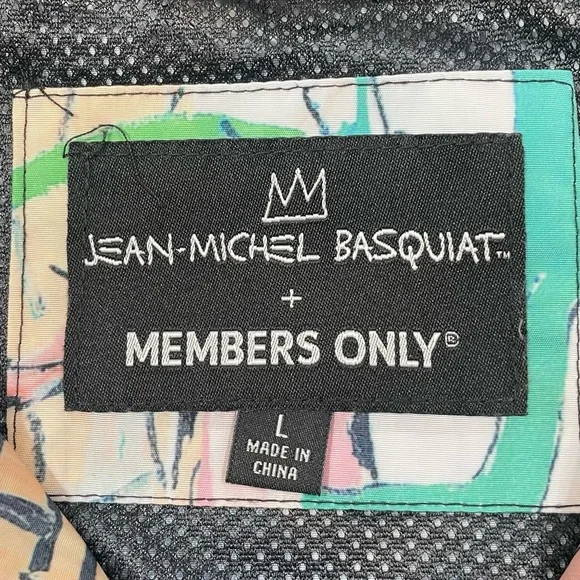 JEAN-MICHEL BASQUIAT™
+
MEMBERS ONLY®
L
MADE IN
CHINA